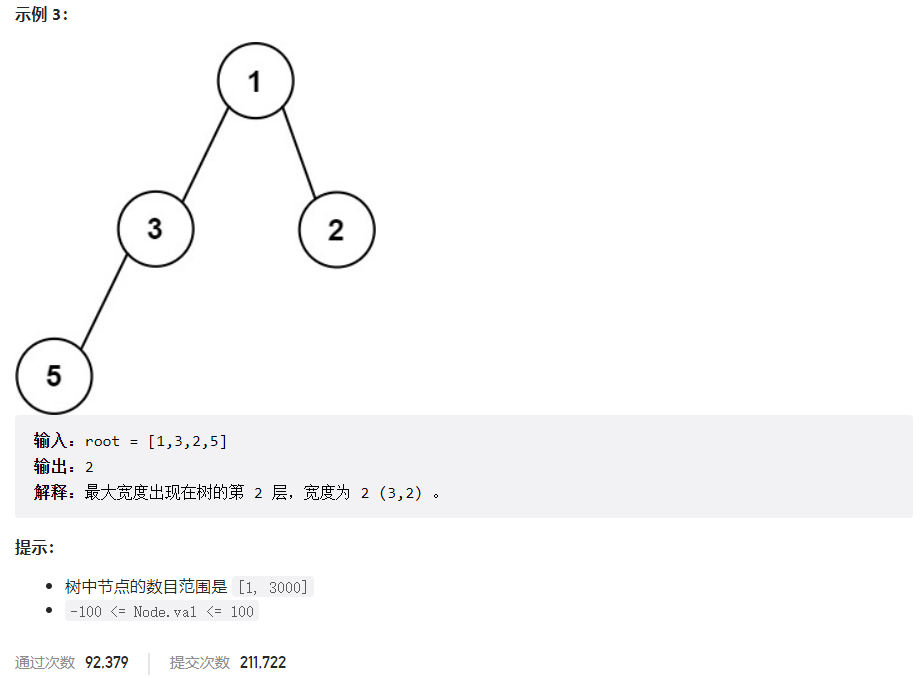 示例 3：
1
3
2
5
输入：root = [1,3,2,5]
输出：2
解释：最大宽度出现在树的第 2 层，宽度为 2 (3,2) 。
提示：
树中节点的数目范围是 [1, 3000]
-100 <= Node.val <= 100
通过次数 92,379 提交次数 211,722